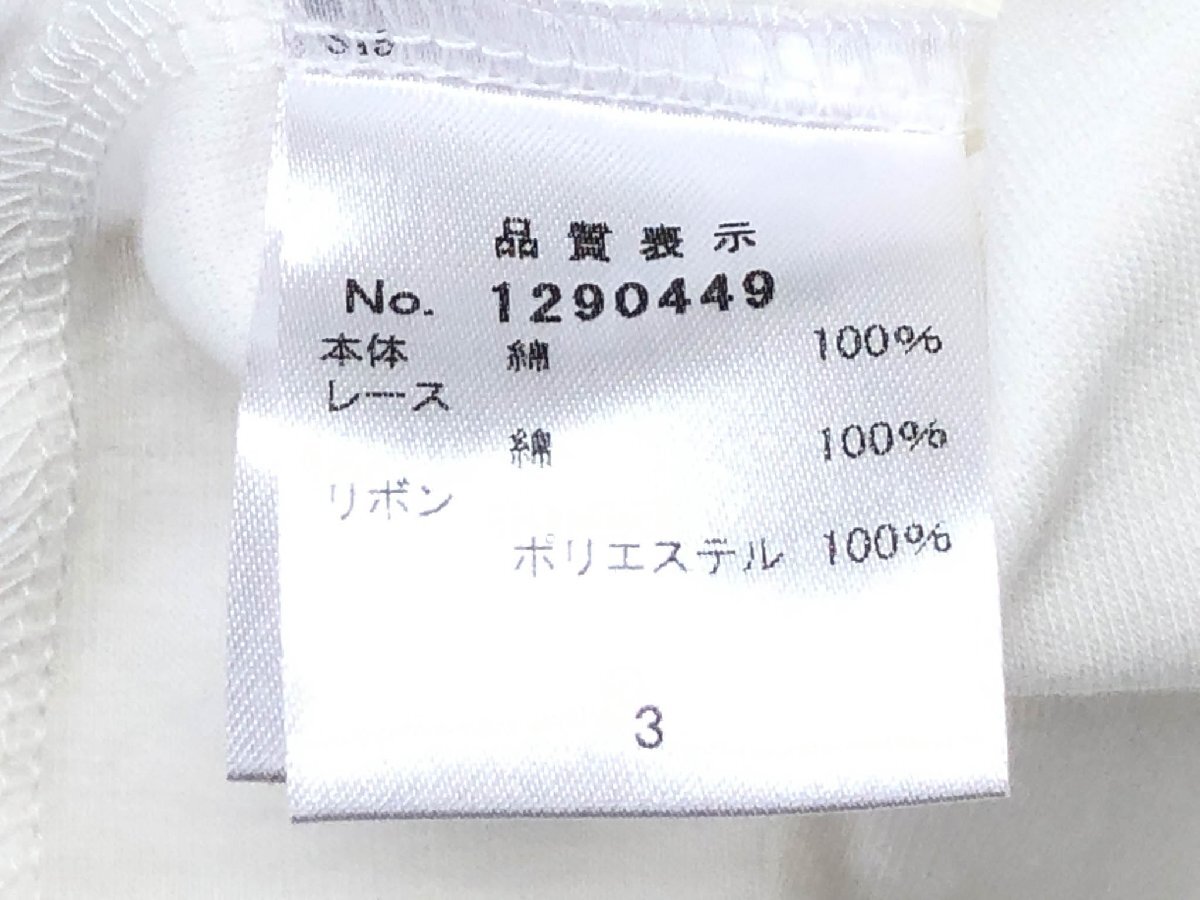 品質表示
No. 1290449
本体 綿 100%
レース
綿 100%
リボン
ポリエステル 100%
3